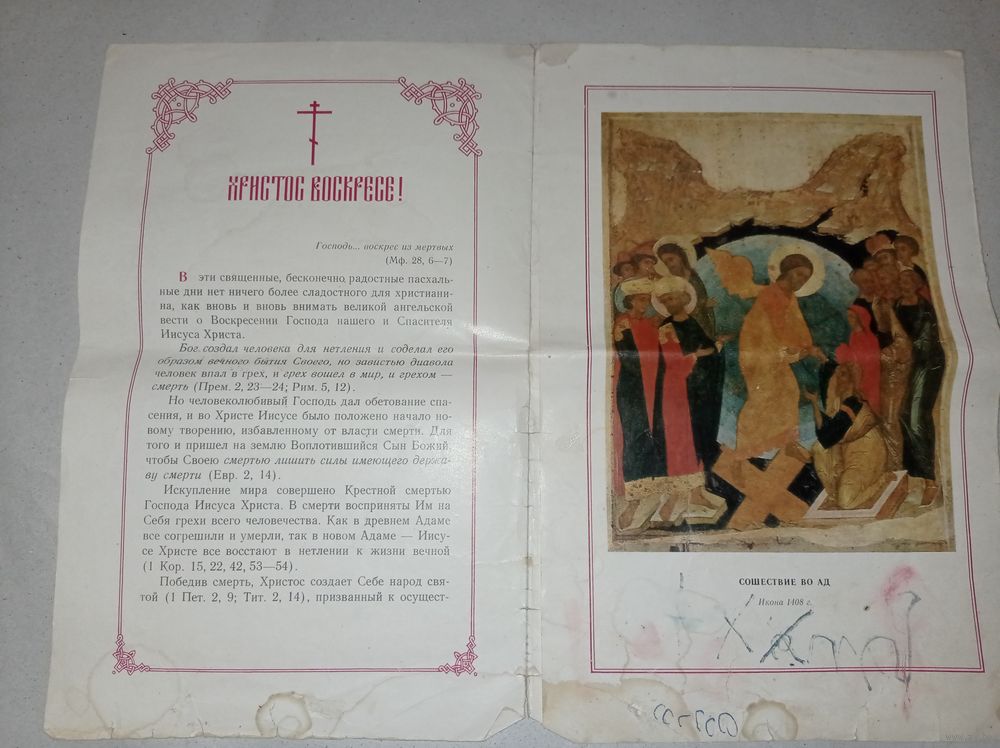 ХРИСТОС ВОСКРЕСЕ!
Господь... воскрес из мертвых
(Мф. 28, 6—7)
В эти священные, бесконечно радостные пасхаль-
ные дни нет ничего более сладостного для христиани-
на, как вновь и вновь внимать великой ангельской
вести о Воскресении Господа нашего и Спасителя
Иисуса Христа.
Бог создал человека для нетления и соделал его
образом вечного бытия Своего, но завистью диавола
человек впал в грех, и грех вошел в мир, и грехом —
смерть (Прем. 2, 23—24; Рим. 5, 12).
Но человеколюбивый Господь дал обетование спа-
сения, и во Христе Иисусе было положено начало но-
вому творению, избавленному от власти смерти. Для
того и пришел на землю Воплотившийся Сын Божий,
чтобы Своею смертью лишить силы имеющего держа-
ву смерти (Евр. 2, 14).
Искупление мира совершено Крестной смертью
Господа Иисуса Христа. В смерти восприняты Им на
Себя грехи всего человечества. Как в древнем Адаме
все согрешили и умерли, так в новом Адаме — Иису-
се Христе все восстают в нетлении к жизни вечной
(1 Кор. 15, 22, 42, 53—54).
Победив смерть, Христос создает Себе народ свя-
той (1 Пет. 2, 9; Тит. 2, 14), призванный к осущест-
СОШЕСТВИЕ ВО АД
Икона 1408 г.